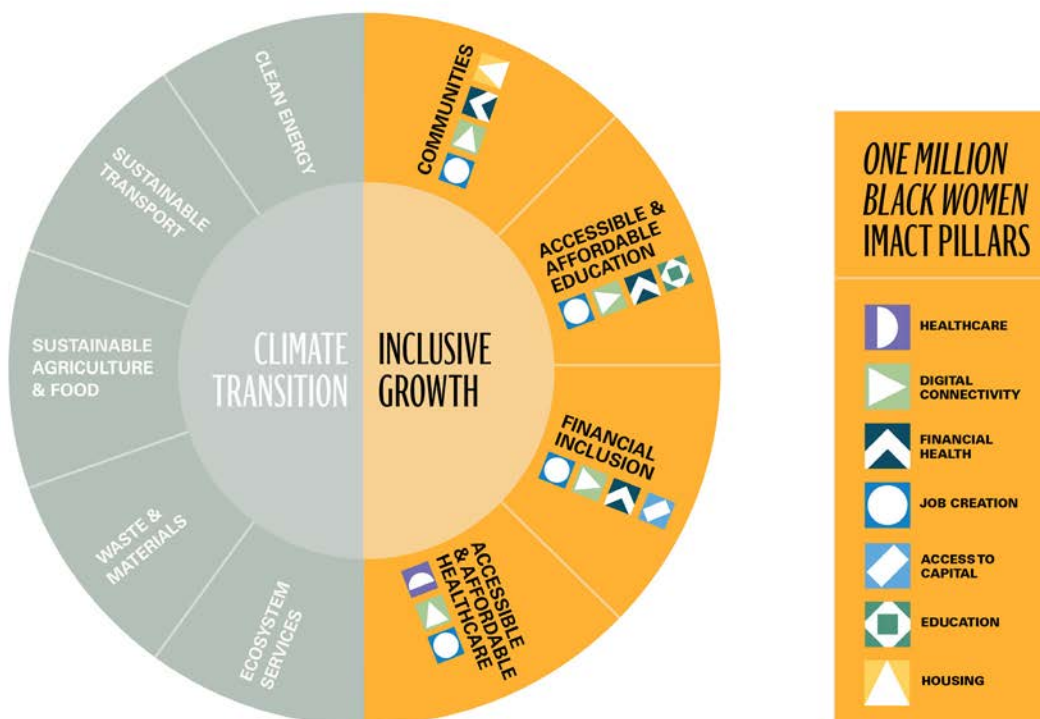 CLEAN ENERGY
SUSTAINABLE
TRANSPORT
SUSTAINABLE
AGRICULTURE
& FOOD
WASTE &
MATERIALS
ECOSYSTEM
SERVICES
CLIMATE
TRANSITION
INCLUSIVE
GROWTH
COMMUNITIES
ACCESSIBLE &
AFFORDABLE
EDUCATION
FINANCIAL
INCLUSION
ACCESSIBLE
& AFFORDABLE
HEALTHCARE
ONE MILLION
BLACK WOMEN
IMACT PILLARS
HEALTHCARE
DIGITAL
CONNECTIVITY
FINANCIAL
HEALTH
JOB CREATION
ACCESS TO
CAPITAL
EDUCATION
HOUSING